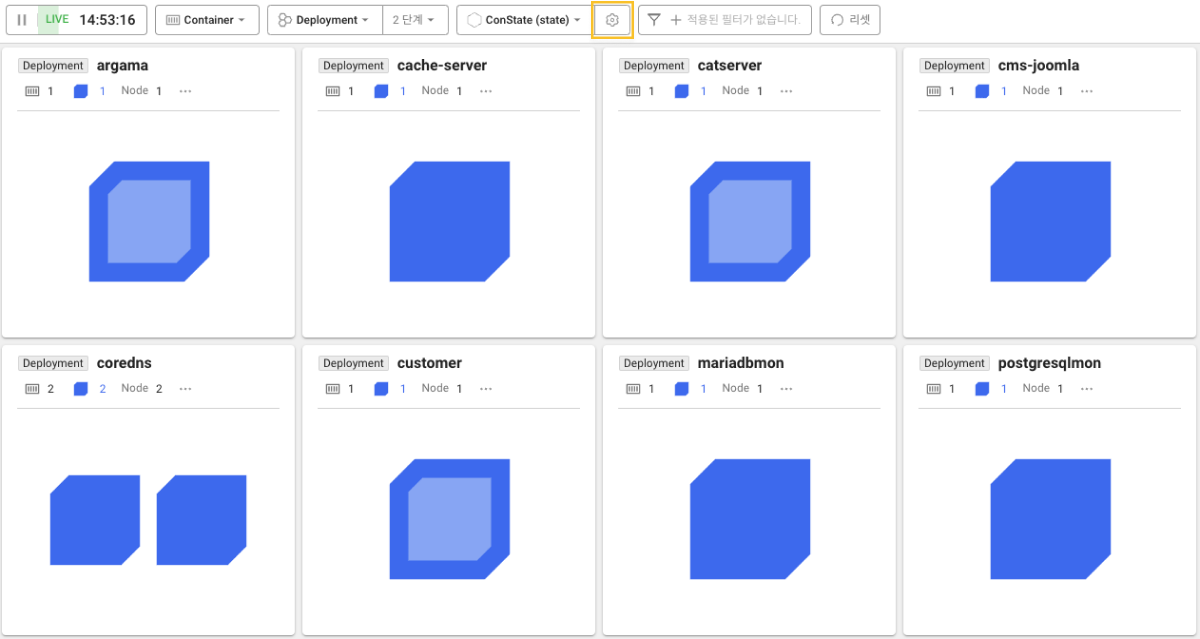 LIVE 14:53:16 Container Deployment 2 단계 ConState (state) 적용된 필터가 없습니다. 리셋
Deployment argama
1 1 Node 1 ···
Deployment cache-server
1 1 Node 1 ···
Deployment catserver
1 1 Node 1 ···
Deployment cms-joomla
1 1 Node 1 ···
Deployment coredns
2 2 Node 2 ···
Deployment customer
1 1 Node 1 ···
Deployment mariadbmon
1 1 Node 1 ···
Deployment postgresqlmon
1 1 Node 1 ···